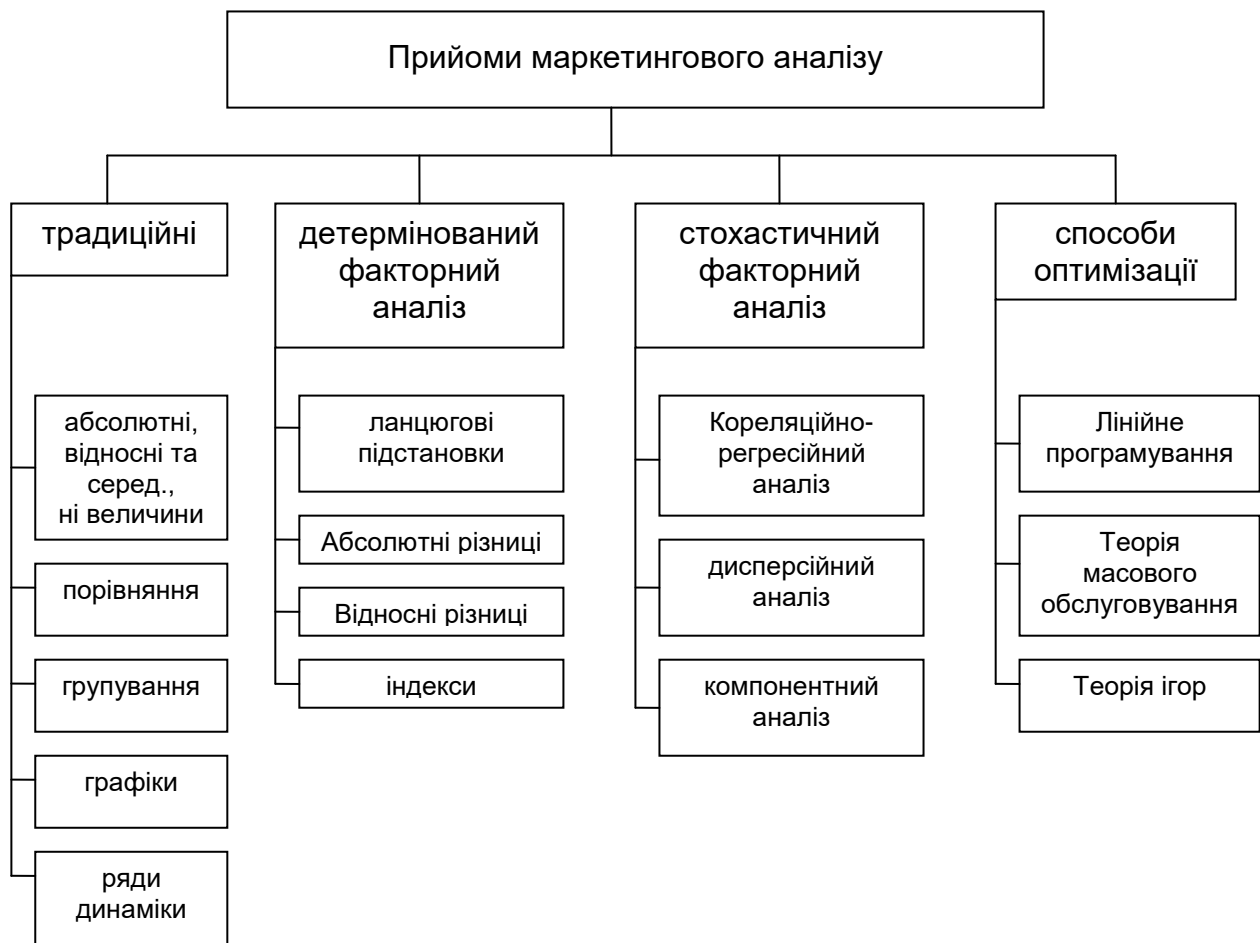 Прийоми маркетингового аналізу
традиційні
абсолютні,
відносні та
серед.,
ні величини
порівняння
групування
графіки
ряди
динаміки
детермінований
факторний
аналіз
ланцюгові
підстановки
Абсолютні різниці
Відносні різниці
індекси
стохастичний
факторний
аналіз
Кореляційно-
регресійний
аналіз
дисперсійний
аналіз
компонентний
аналіз
способи
оптимізації
Лінійне
програмування
Теорія
масового
обслуговування
Теорія ігор